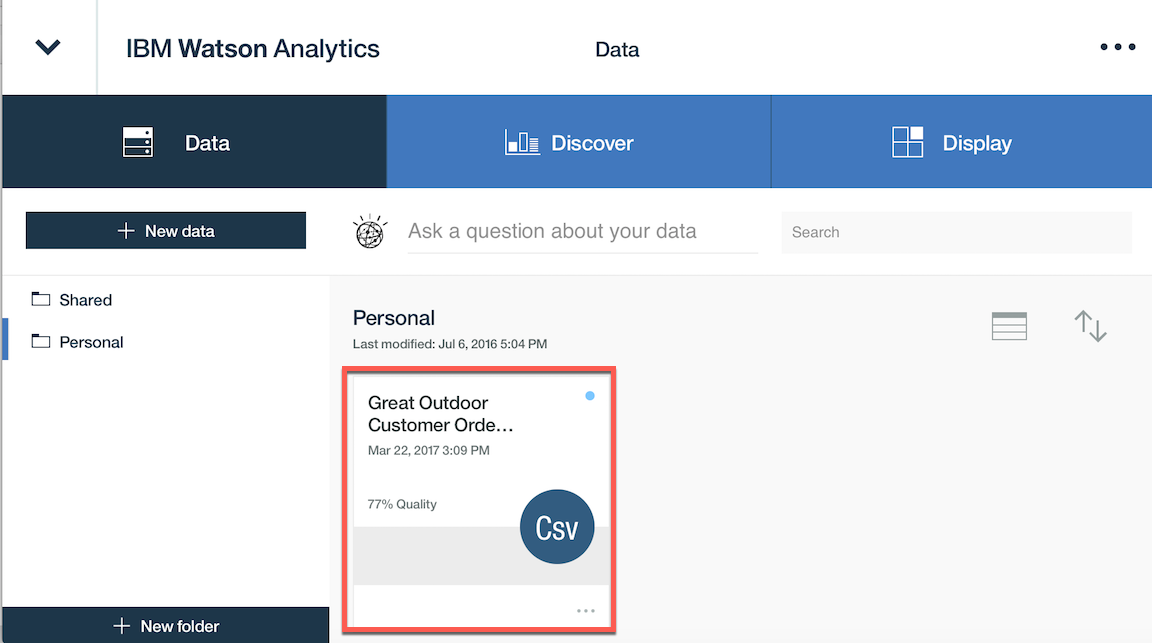 IBM Watson Analytics
Data
Data
Discover
Display
New data
Ask a question about your data
Search
Shared
Personal
Personal
Last modified: Jul 6, 2016 5:04 PM
Great Outdoor
Customer Orde...
Mar 22, 2017 3:09 PM
77% Quality
Csv
New folder